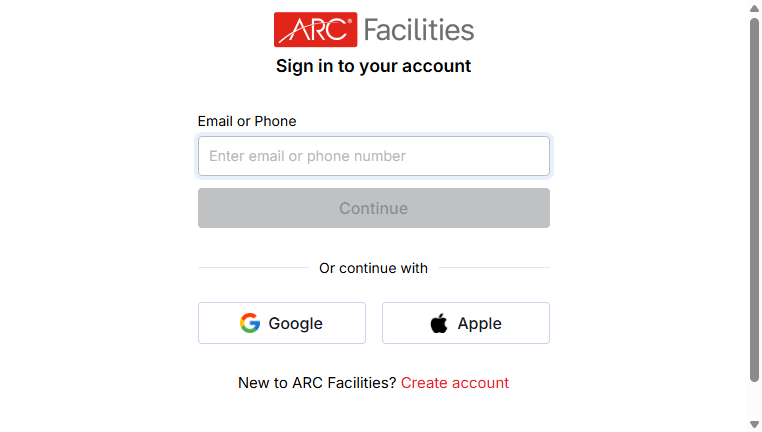 ARC® Facilities
Sign in to your account
Email or Phone
Enter email or phone number
Continue
Or continue with
Google
Apple
New to ARC Facilities? Create account